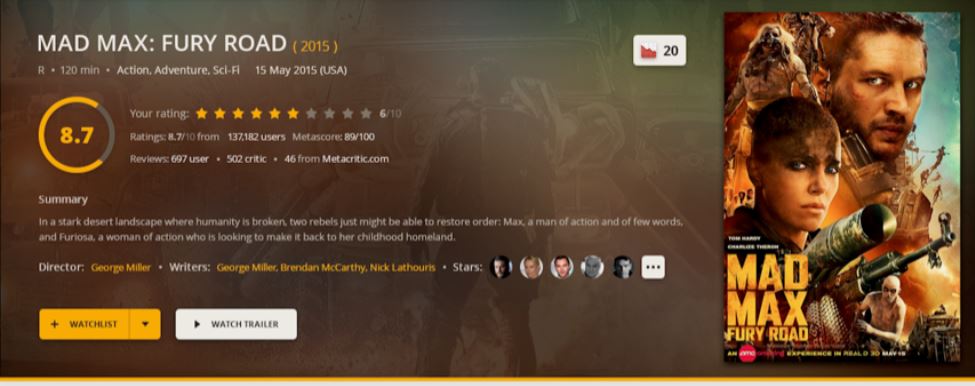 MAD MAX: FURY ROAD ( 2015 )
20
R • 120 min • Action, Adventure, Sci-Fi 15 May 2015 (USA)
8.7
Your rating: 6/10
Ratings: 8.7/10 from 137,182 users Metascore: 89/100
Reviews: 697 user • 502 critic • 46 from Metacritic.com
Summary
In a stark desert landscape where humanity is broken, two rebels just might be able to restore order: Max, a man of action and of few words,
and Furiosa, a woman of action who is looking to make it back to her childhood homeland.
Director: George Miller • Writers: George Miller, Brendan McCarthy, Nick Lathouris • Stars:
+ WATCHLIST
WATCH TRAILER
TOM HARDY
CHARLIZE THERON
MAD
MAX
FURY ROAD
AN amc EXPERIENCE IN REAL D 3D MAY 15